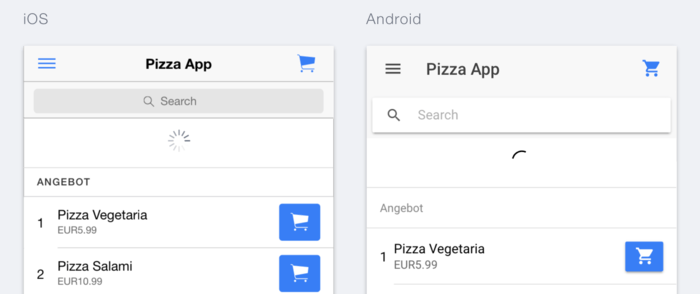 iOS
Pizza App
Search
ANGEBOT
1
Pizza Vegetaria
EUR5.99
2
Pizza Salami
EUR10.99
Android
Pizza App
Search
Angebot
1
Pizza Vegetaria
EUR5.99